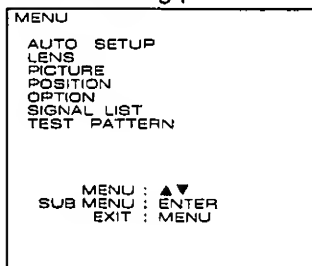 MENU
AUTO SETUP
LENS
PICTURE
POSITION
OPTION
SIGNAL LIST
TEST PATTERN
MENU : ▲▼
SUB MENU : ENTER
EXIT : MENU